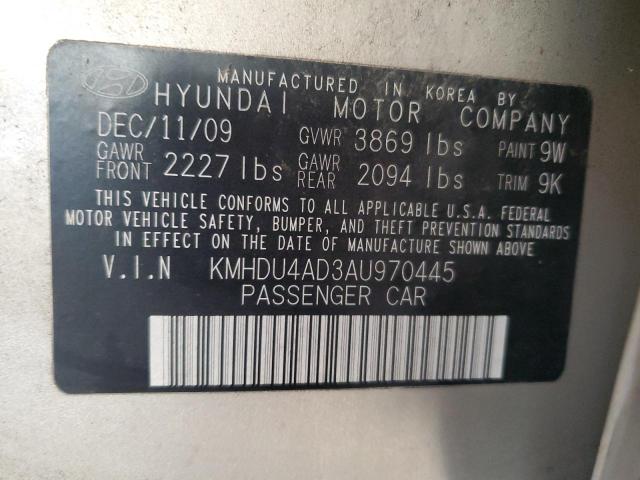 MANUFACTURED IN KOREA BY
HYUNDAI MOTOR COMPANY
DEC/11/09 GVWR 3869 lbs PAINT 9W
GAWR FRONT 2227 lbs GAWR REAR 2094 lbs TRIM 9K
THIS VEHICLE CONFORMS TO ALL APPLICABLE U.S.A. FEDERAL
MOTOR VEHICLE SAFETY, BUMPER, AND THEFT PREVENTION STANDARDS
IN EFFECT ON THE DATE OF MANUFACTURE SHOWN ABOVE
V.I.N KMHDU4AD3AU970445
PASSENGER CAR